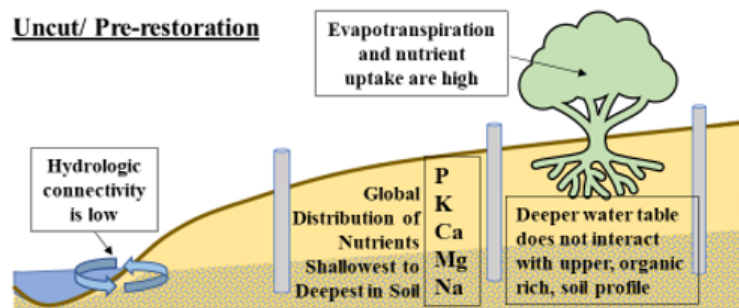 Uncut/ Pre-restoration
Evapotranspiration
and nutrient
uptake are high
Hydrologic
connectivity
is low
Global
Distribution of
Nutrients
Shallowest to
Deepest in Soil
P
K
Ca
Mg
Na
Deeper water table
does not interact
with upper, organic
rich, soil profile